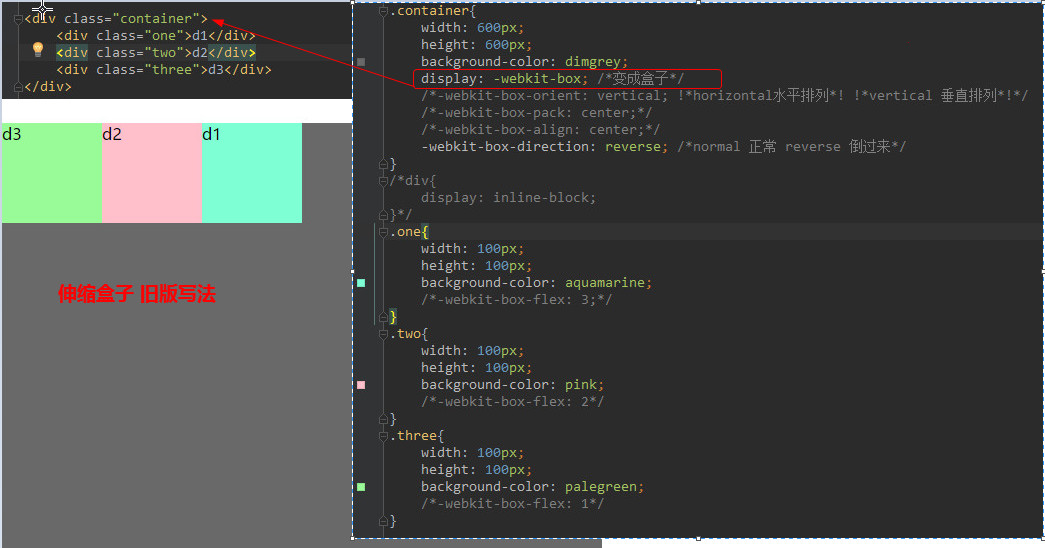 <div class="container">
    <div class="one">d1</div>
    <div class="two">d2</div>
    <div class="three">d3</div>
</div>
d3 d2 d1
伸缩盒子 旧版写法
.container{
    width: 600px;
    height: 600px;
    background-color: dimgrey;
    display: -webkit-box; /*变成盒子*/
    /*-webkit-box-orient: vertical; !*horizontal水平排列*! !*vertical 垂直排列*!*/
    /*-webkit-box-pack: center;*/
    /*-webkit-box-align: center;*/
    -webkit-box-direction: reverse; /*normal 正常 reverse 倒过来*/
}
/*div{
    display: inline-block;
}*/
.one{
    width: 100px;
    height: 100px;
    background-color: aquamarine;
    /*-webkit-box-flex: 3;*/
}
.two{
    width: 100px;
    height: 100px;
    background-color: pink;
    /*-webkit-box-flex: 2*/
}
.three{
    width: 100px;
    height: 100px;
    background-color: palegreen;
    /*-webkit-box-flex: 1*/
}